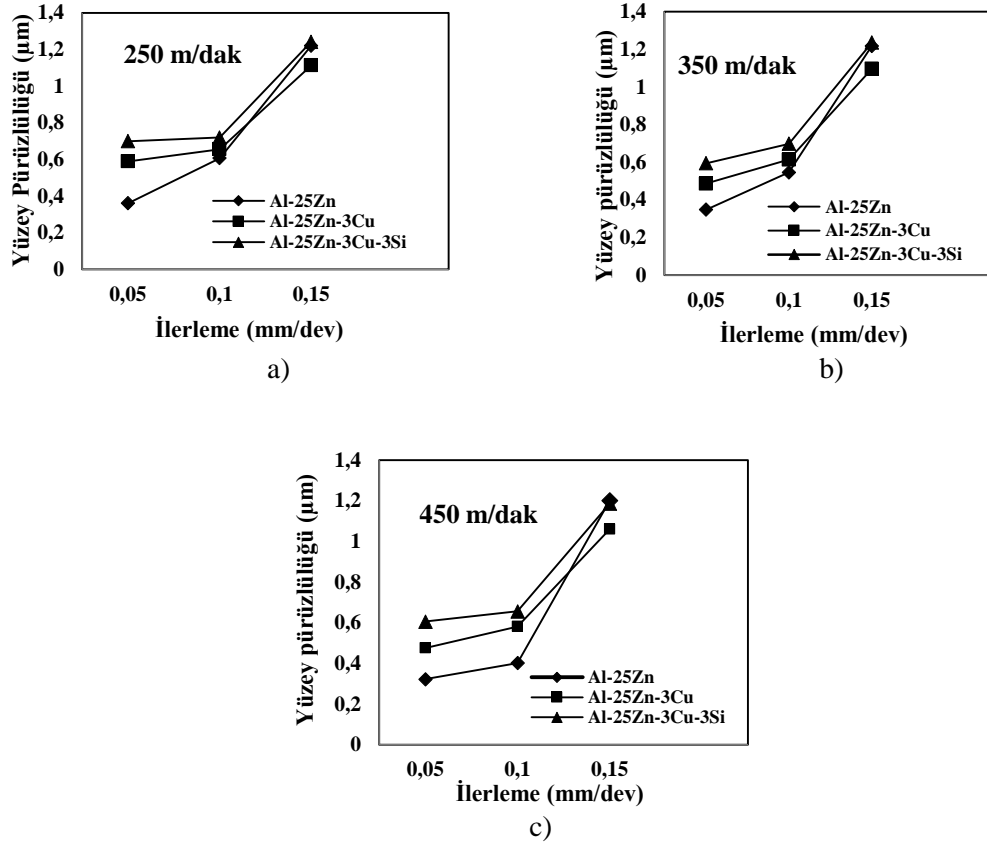 Yüzey Pürüzlülüğü (µm)
1,4
1,2
1
0,8
0,6
0,4
0,2
0
250 m/dak
Al-25Zn
Al-25Zn-3Cu
Al-25Zn-3Cu-3Si
0,05 0,1 0,15
İlerleme (mm/dev)
a)
Yüzey pürüzlülüğü (µm)
1,4
1,2
1
0,8
0,6
0,4
0,2
0
350 m/dak
Al-25Zn
Al-25Zn-3Cu
Al-25Zn-3Cu-3Si
0,05 0,1 0,15
İlerleme (mm/dev)
b)
Yüzey pürüzlülüğü (µm)
1,4
1,2
1
0,8
0,6
0,4
0,2
0
450 m/dak
Al-25Zn
Al-25Zn-3Cu
Al-25Zn-3Cu-3Si
0,05 0,1 0,15
İlerleme (mm/dev)
c)